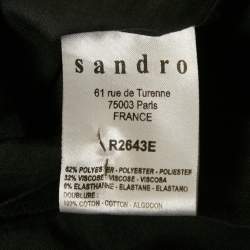 sandro
61 rue de Turenne
75003 Paris
FRANCE
R2643E
62% POLYESTER - POLYESTER - POLIESTER
32% VISCOSE - VISCOSE - VISCOSA
6% ELASTHANNE - ELASTANE - ELASTANO
DOUBLURE :
100% COTON - COTTON - ALGODON